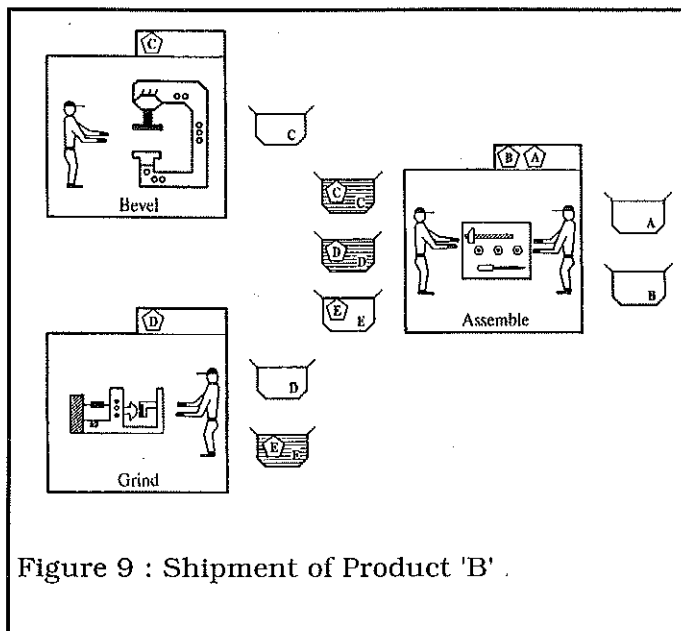 C
C
Bevel
B A
C C
D D
E E
Assemble
A
B
D
D
E E
Grind
Figure 9 : Shipment of Product 'B'